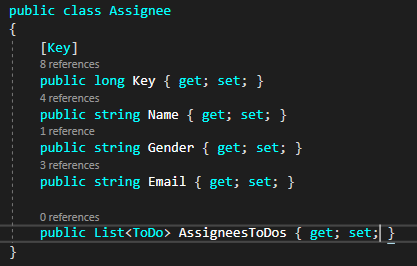 public class Assignee
{
[Key]
8 references
public long Key { get; set; }
4 references
public string Name { get; set; }
1 reference
public string Gender { get; set; }
3 references
public string Email { get; set; }
0 references
public List<ToDo> AssigneesToDos { get; set; }
}